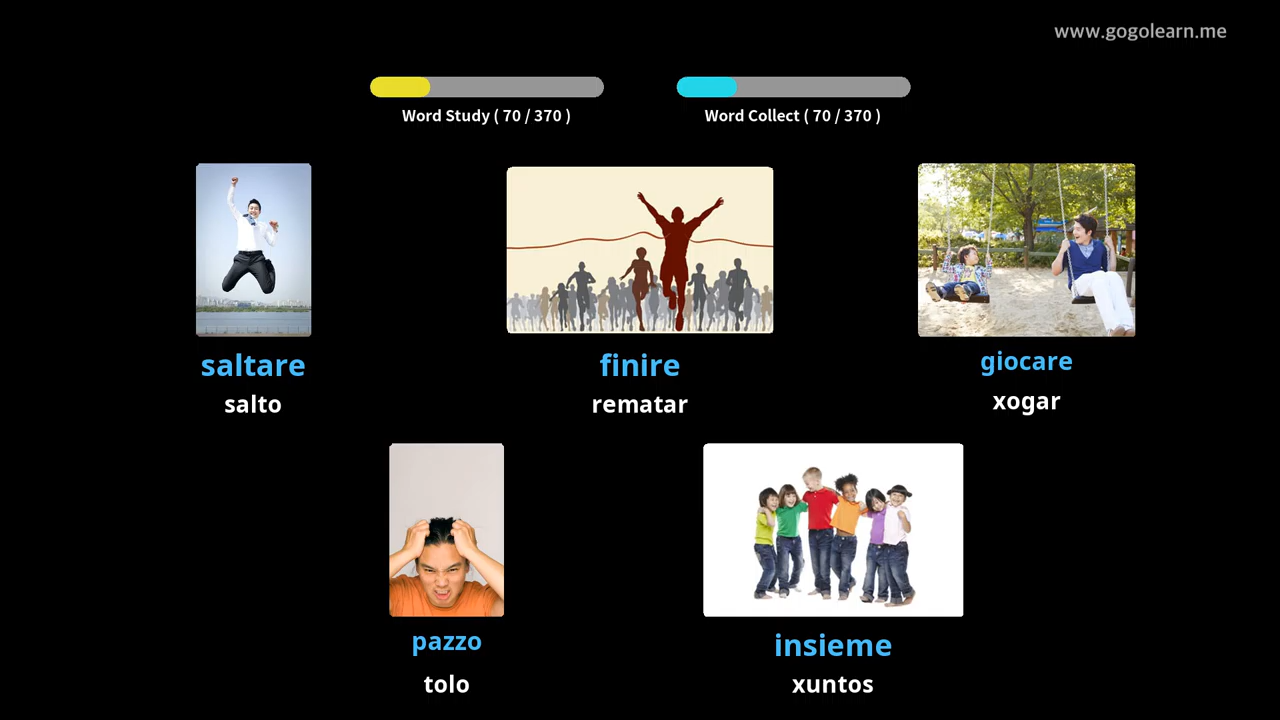 www.gogolearn.me
Word Study ( 70 / 370 )
Word Collect ( 70 / 370 )
saltare
salto
finire
rematar
giocare
xogar
pazzo
tolo
insieme
xuntos